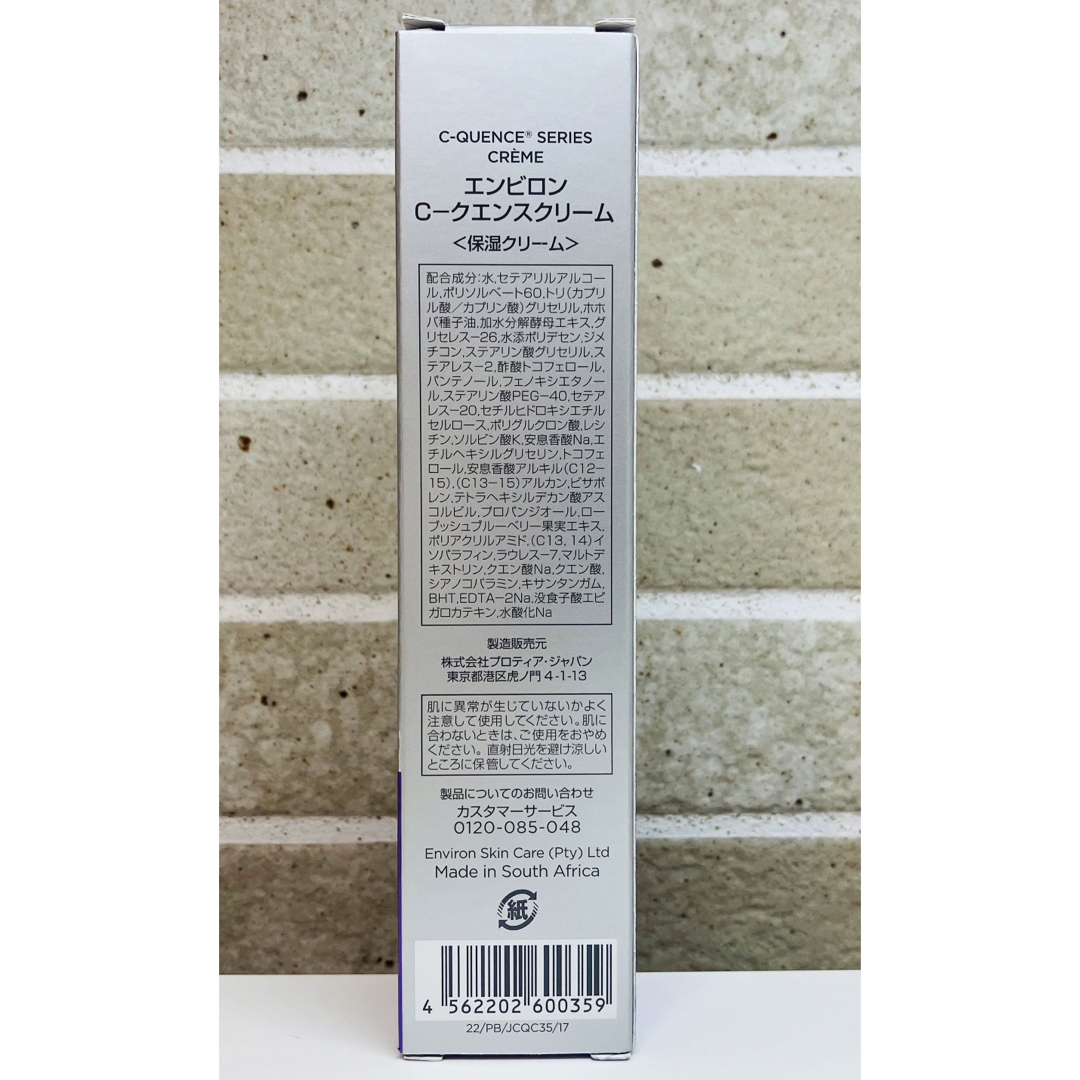 C-QUENCE® SERIES
CRÈME
エンビロン
C−クエンスクリーム
＜保湿クリーム＞
配合成分:水,セテアリルアルコー
ル,ポリソルベート60,トリ(カプリ
ル酸／カプリン酸)グリセリル,ホホ
バ種子油,加水分解酵母エキス,グ
リセレス−26,水添ポリデセン,ジメ
チコン,ステアリン酸グリセリル,ス
テアレス−2,酢酸トコフェロール,
パンテノール,フェノキシエタノー
ル,ステアリン酸PEG−40,セテア
レス−20,セチルヒドロキシエチル
セルロース,ポリグルクロン酸,レシ
チン,ソルビン酸K,安息香酸Na,エ
チルヘキシルグリセリン,トコフェ
ロール,安息香酸アルキル(C12−
15),(C13−15)アルカン,ビサボ
レン,テトラヘキシルデカン酸アス
コルビル,プロパンジオール,ロー
ブッシュブルーベリー果実エキス,
ポリアクリルアミド,(C13,14)イ
ソパラフィン,ラウレス−7,マルトデ
キストリン,クエン酸Na,クエン酸,
シアノコバラミン,キサンタンガム,
BHT,EDTA−2Na,没食子酸エピ
ガロカテキン,水酸化Na
製造販売元
株式会社プロティア・ジャパン
東京都港区虎ノ門 4-1-13
肌に異常が生じていないかよく
注意して使用してください。肌に
合わないときは、ご使用をおやめ
ください。直射日光を避け涼しい
ところに保管してください。
製品についてのお問い合わせ
カスタマーサービス
0120-085-048
Environ Skin Care (Pty) Ltd
Made in South Africa
紙
4 562202 600359
22/PB/JCQC35/17